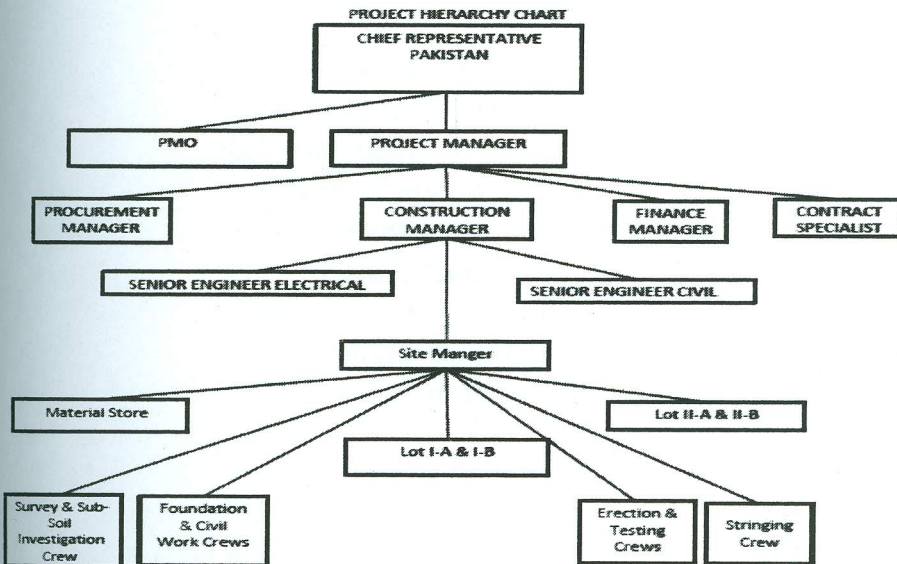 PROJECT HIERARCHY CHART
CHIEF REPRESENTATIVE
PAKISTAN
PMO
PROJECT MANAGER
PROCUREMENT
MANAGER
CONSTRUCTION
MANAGER
FINANCE
MANAGER
CONTRACT
SPECIALIST
SENIOR ENGINEER ELECTRICAL
SENIOR ENGINEER CIVIL
Site Manger
Material Store
Lot II-A & II-B
Lot I-A & I-B
Survey & Sub-
Soil
Investigation
Crew
Foundation
& Civil
Work Crews
Erection &
Testing
Crews
Stringing
Crew